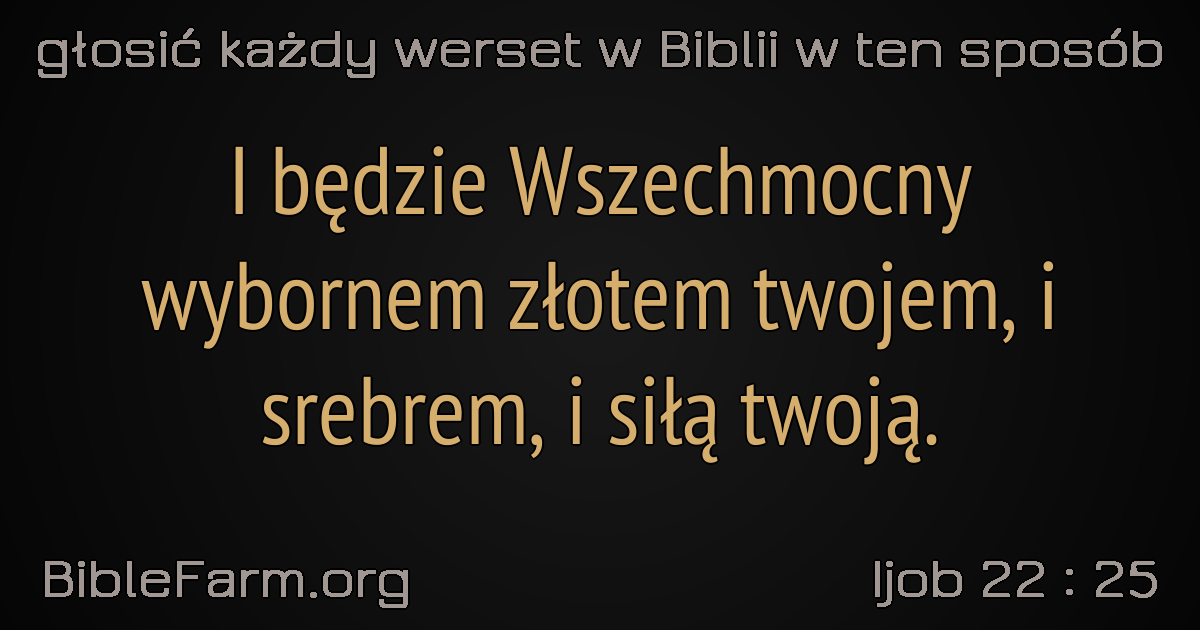 głosić każdy werset w Biblii w ten sposób
I będzie Wszechmocny
wybornem złotem twojem, i
srebrem, i siłą twoją.
BibleFarm.org
Ijob 22 : 25